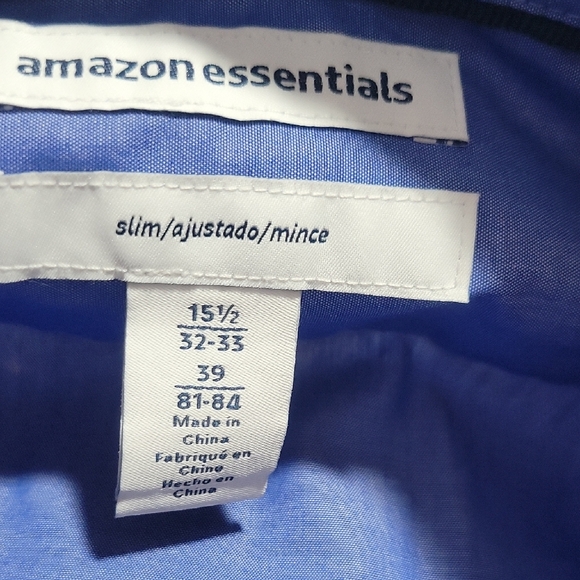 amazon essentials
slim/ajustado/mince
15½
32-33
39
81-84
Made in
China
Fabriqué en
Chine
Hecho en
China